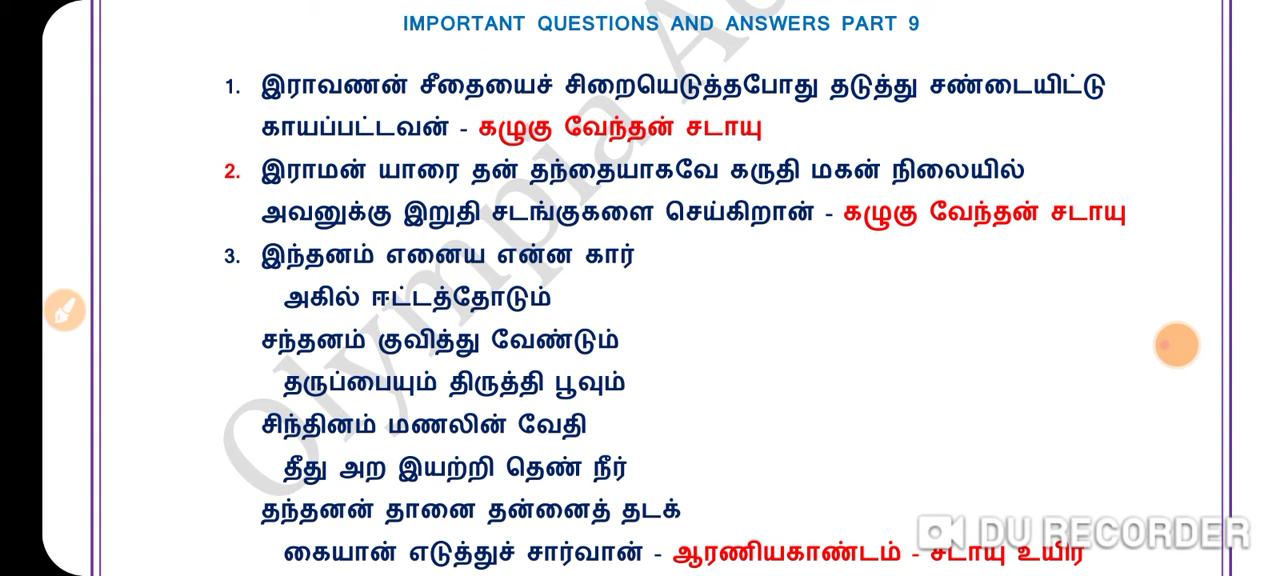 IMPORTANT QUESTIONS AND ANSWERS PART 9
1. இராவணன் சீதையைச் சிறையெடுத்தபோது தடுத்து சண்டையிட்டு
காயப்பட்டவன் - கழுகு வேந்தன் சடாயு
2. இராமன் யாரை தன் தந்தையாகவே கருதி மகன் நிலையில்
அவனுக்கு இறுதி சடங்குகளை செய்கிறான் - கழுகு வேந்தன் சடாயு
3. இந்தனம் எனைய என்ன கார்
அகில் ஈட்டத்தோடும்
சந்தனம் குவித்து வேண்டும்
தருப்பையும் திருத்தி பூவும்
சிந்தினம் மணலின் வேதி
தீது அற இயற்றி தெண் நீர்
தந்தனன் தானை தன்னைத் தடக்
கையான் எடுத்துச் சார்வான் - ஆரணியகாண்டம் - சடாயு உயிர்
Olympia
DU RECORDER